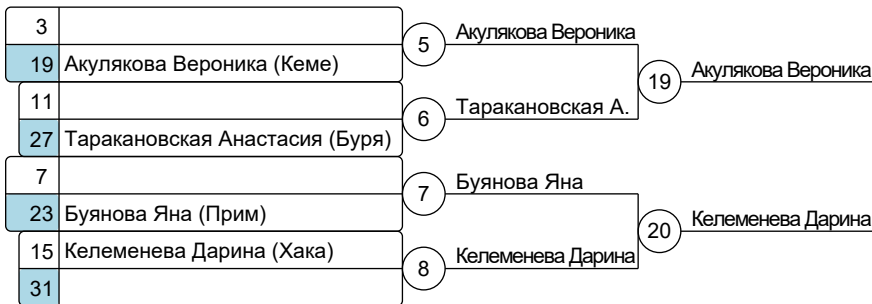 3
5 Акулякова Вероника
19 Акулякова Вероника (Кеме)
19 Акулякова Вероника
11
6 Таракановская А.
27 Таракановская Анастасия (Буря)
7
7 Буянова Яна
23 Буянова Яна (Прим)
20 Келеменева Дарина
15 Келеменева Дарина (Хака)
8 Келеменева Дарина
31